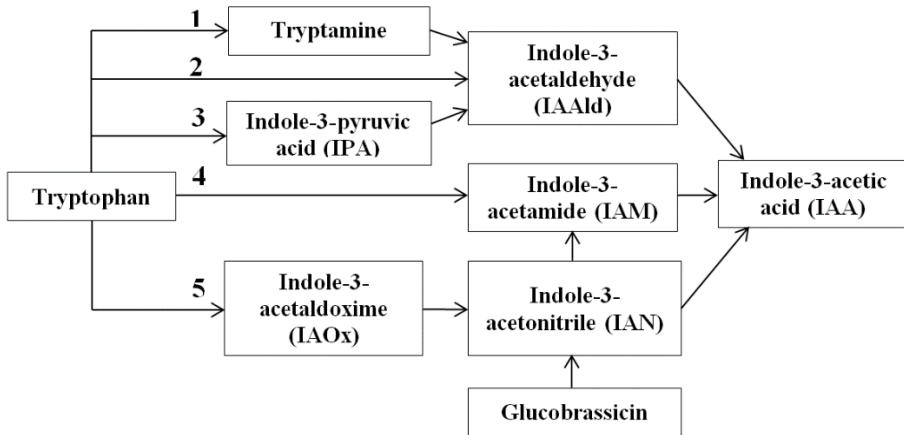 1
Tryptamine
2
Indole-3-
acetaldehyde
(IAAld)
3
Indole-3-pyruvic
acid (IPA)
Tryptophan
4
Indole-3-
acetamide (IAM)
Indole-3-acetic
acid (IAA)
5
Indole-3-
acetaldoxime
(IAOx)
Indole-3-
acetonitrile (IAN)
Glucobrassicin